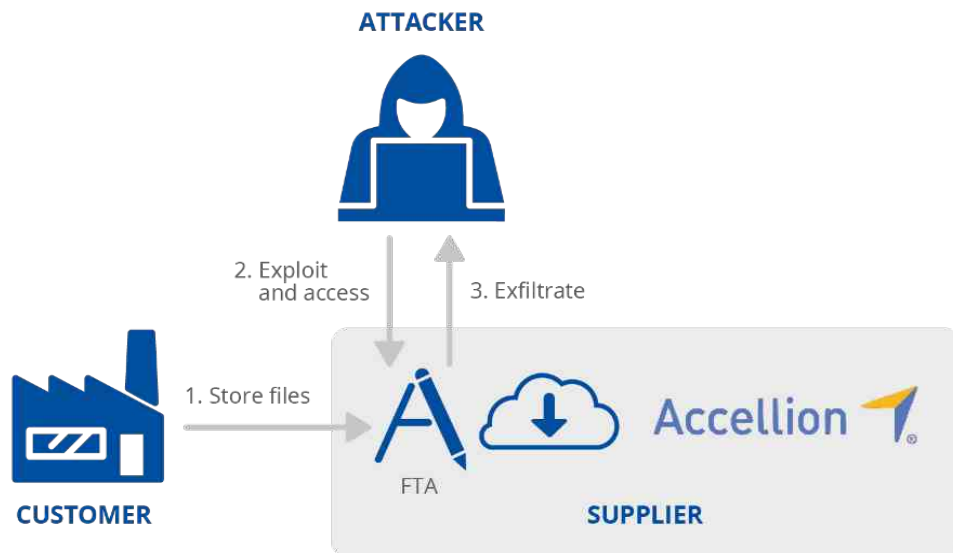 ATTACKER
2. Exploit
and access
3. Exfiltrate
1. Store files
Accellion
®
FTA
CUSTOMER
SUPPLIER